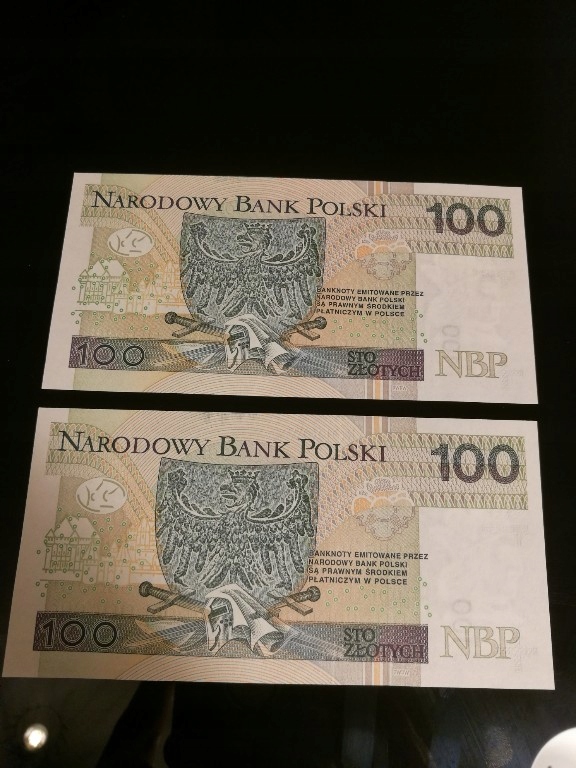 NARODOWY BANK POLSKI 100
BANKNOTY EMITOWANE PRZEZ
NARODOWY BANK POLSKI
SĄ PRAWNYM ŚRODKIEM
PŁATNICZYM W POLSCE
100 STO
ZŁOTYCH NBP
NARODOWY BANK POLSKI 100
BANKNOTY EMITOWANE PRZEZ
NARODOWY BANK POLSKI
SĄ PRAWNYM ŚRODKIEM
PŁATNICZYM W POLSCE
100 STO
ZŁOTYCH NBP